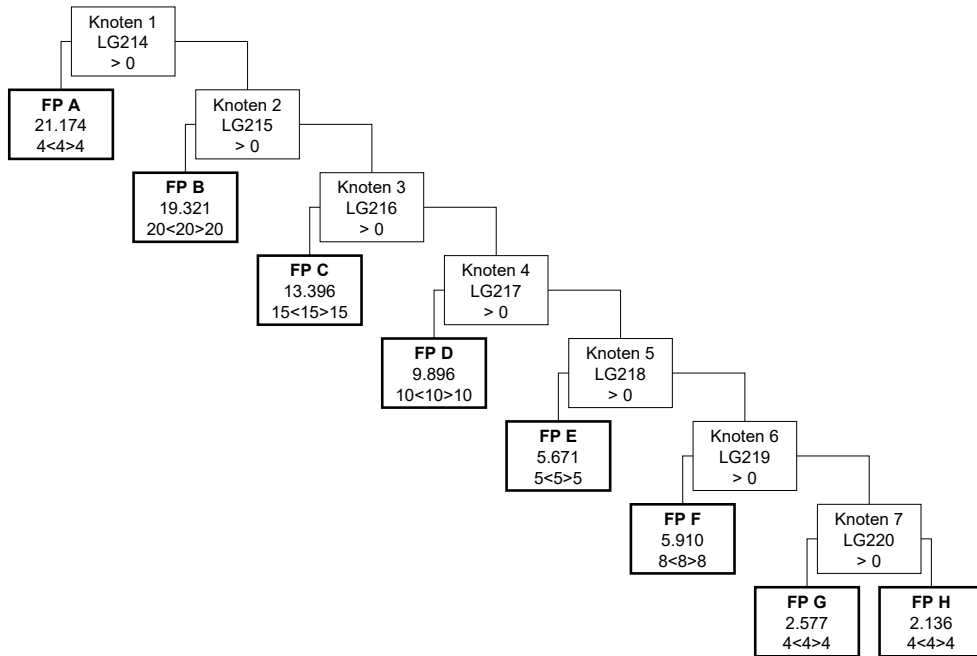 Knoten 1
LG214
> 0
FP A
21.174
4<4>4
Knoten 2
LG215
> 0
FP B
19.321
20<20>20
Knoten 3
LG216
> 0
FP C
13.396
15<15>15
Knoten 4
LG217
> 0
FP D
9.896
10<10>10
Knoten 5
LG218
> 0
FP E
5.671
5<5>5
Knoten 6
LG219
> 0
FP F
5.910
8<8>8
Knoten 7
LG220
> 0
FP G
2.577
4<4>4
FP H
2.136
4<4>4